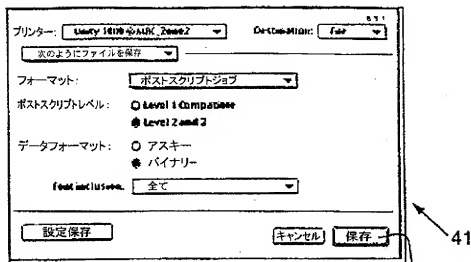 プリンター:
Destination:
次のようにファイルを保存
フォーマット: ポストスクリプトジョブ
ポストスクリプトレベル: Level 1 Compatible
Level 2 and 3
データフォーマット: アスキー
バイナリー
Font inclusion. 全て
設定保存 キャンセル 保存
41